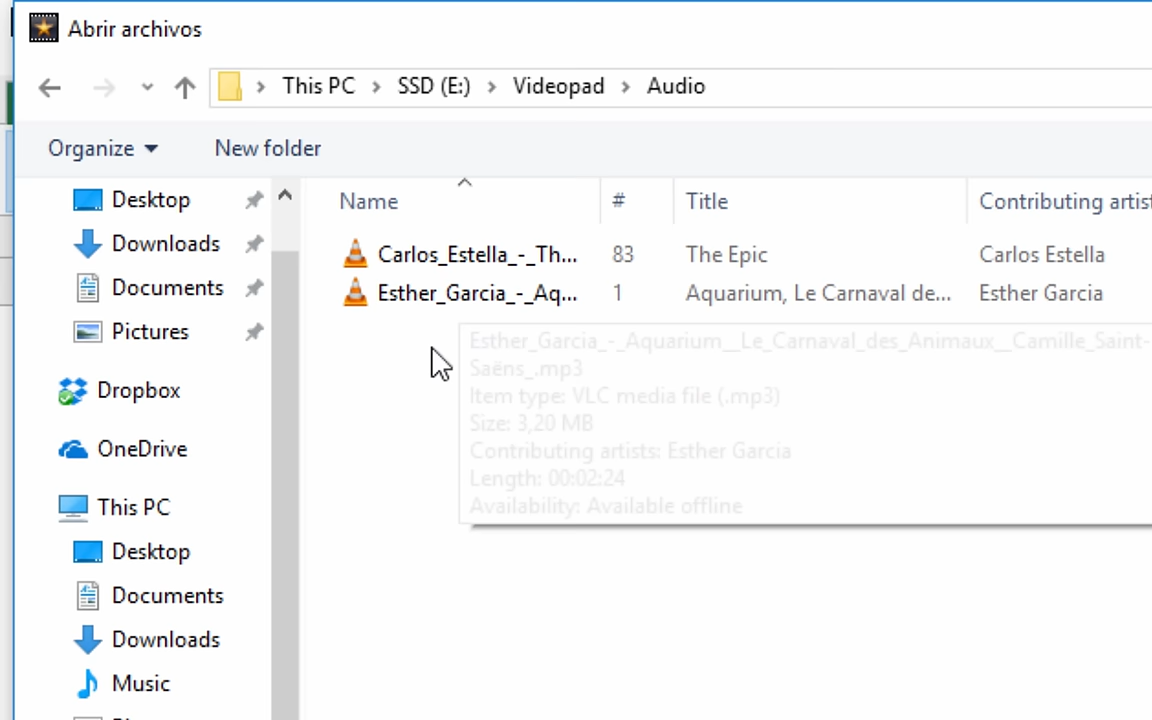 Abrir archivos
This PC > SSD (E:) > Videopad > Audio
Organize New folder
Name # Title Contributing artist
Carlos_Estella_-_Th... 83 The Epic Carlos Estella
Esther_Garcia_-_Aq... 1 Aquarium, Le Carnaval de... Esther Garcia
Esther_Garcia_-_Aquarium__Le_Carnaval_des_Animaux__Camille_Saint-
Saëns_.mp3
Item type: VLC media file (.mp3)
Size: 3,20 MB
Contributing artists: Esther Garcia
Length: 00:02:24
Availability: Available offline
Desktop
Downloads
Documents
Pictures
Dropbox
OneDrive
This PC
Desktop
Documents
Downloads
Music